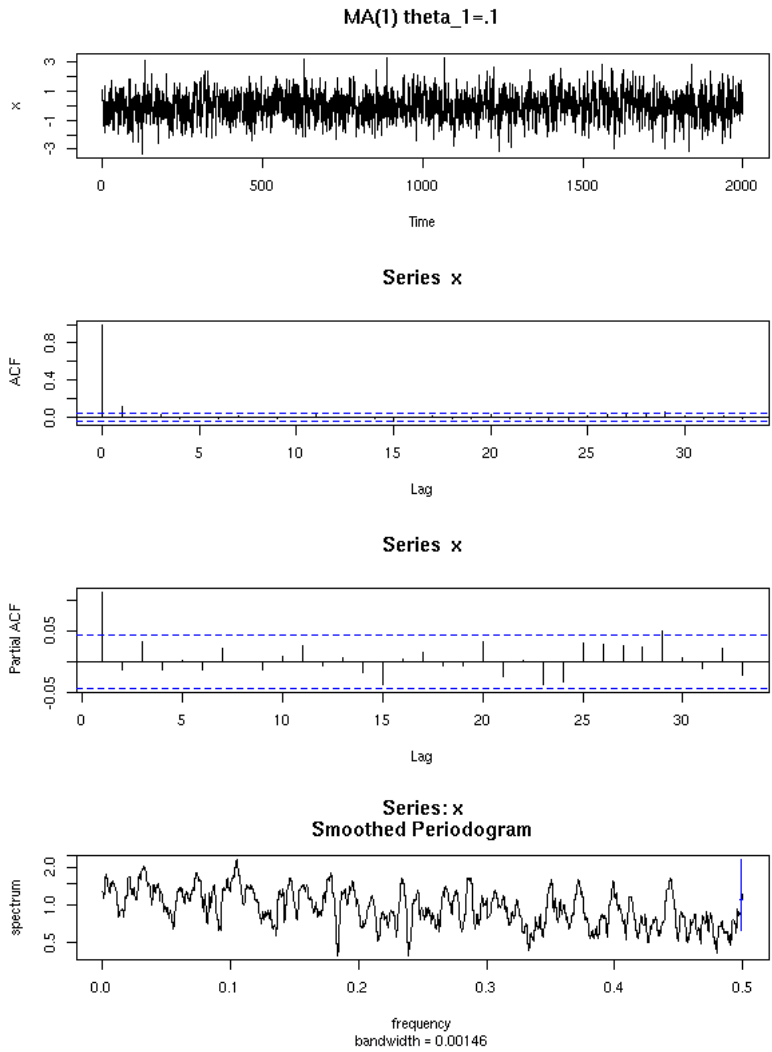 MA(1) theta_1=.1
x
3
1
-1
-3
0 500 1000 1500 2000
Time
Series x
ACF
0.8
0.4
0.0
0 5 10 15 20 25 30
Lag
Series x
Partial ACF
0.05
-0.05
0 5 10 15 20 25 30
Lag
Series: x
Smoothed Periodogram
spectrum
2.0
1.0
0.5
0.0 0.1 0.2 0.3 0.4 0.5
frequency
bandwidth = 0.00146